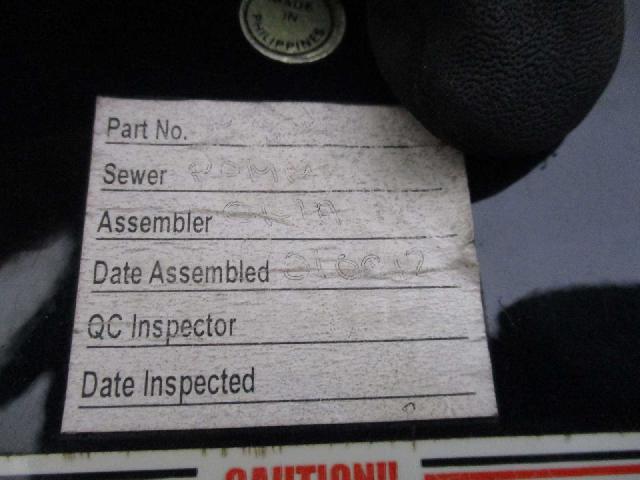 MADE
IN
PHILIPPINES
Part No.
Sewer
Assembler
Date Assembled
QC Inspector
Date Inspected
CAUTION!!